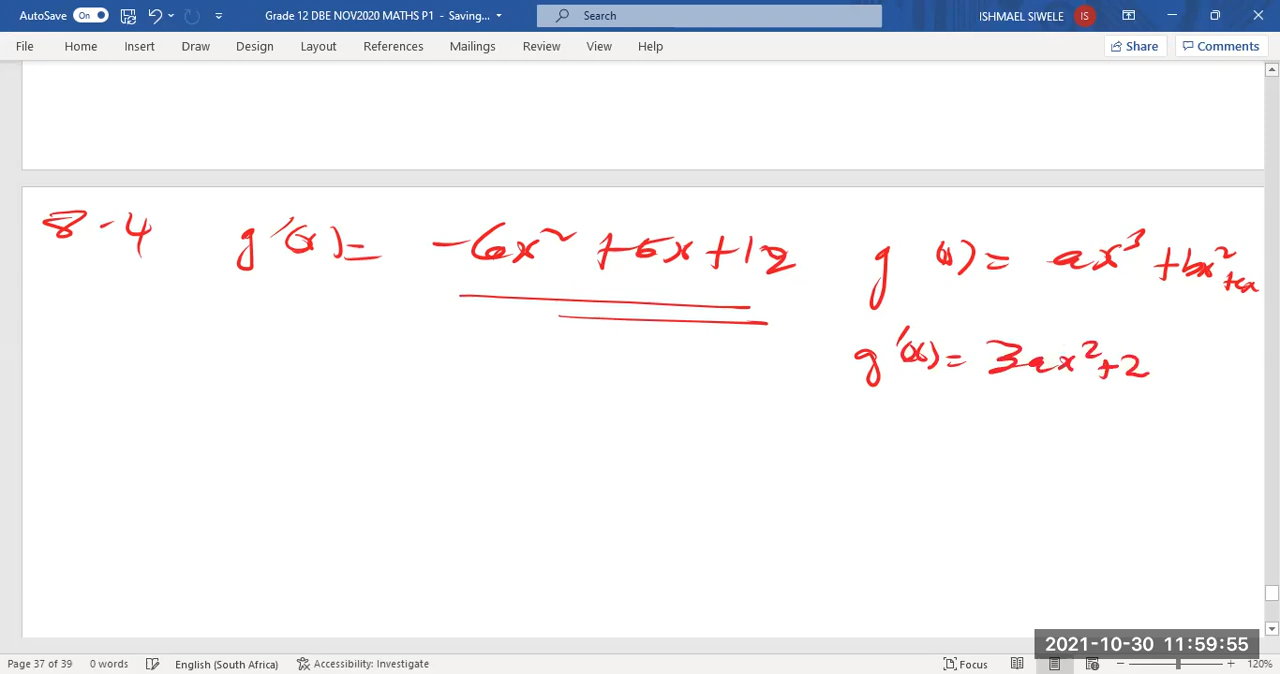 AutoSave On Grade 12 DBE NOV2020 MATHS P1 - Saving... Search ISHMAEL SIWELE IS
File Home Insert Draw Design Layout References Mailings Review View Help Share Comments
8-4 g'(x) = -6x² +6x+12 g(x) = ax³ +bx² +cx
g'(x) = 3ax²+2
2021-10-30 11:59:55
Page 37 of 39 0 words English (South Africa) Accessibility: Investigate Focus 120%